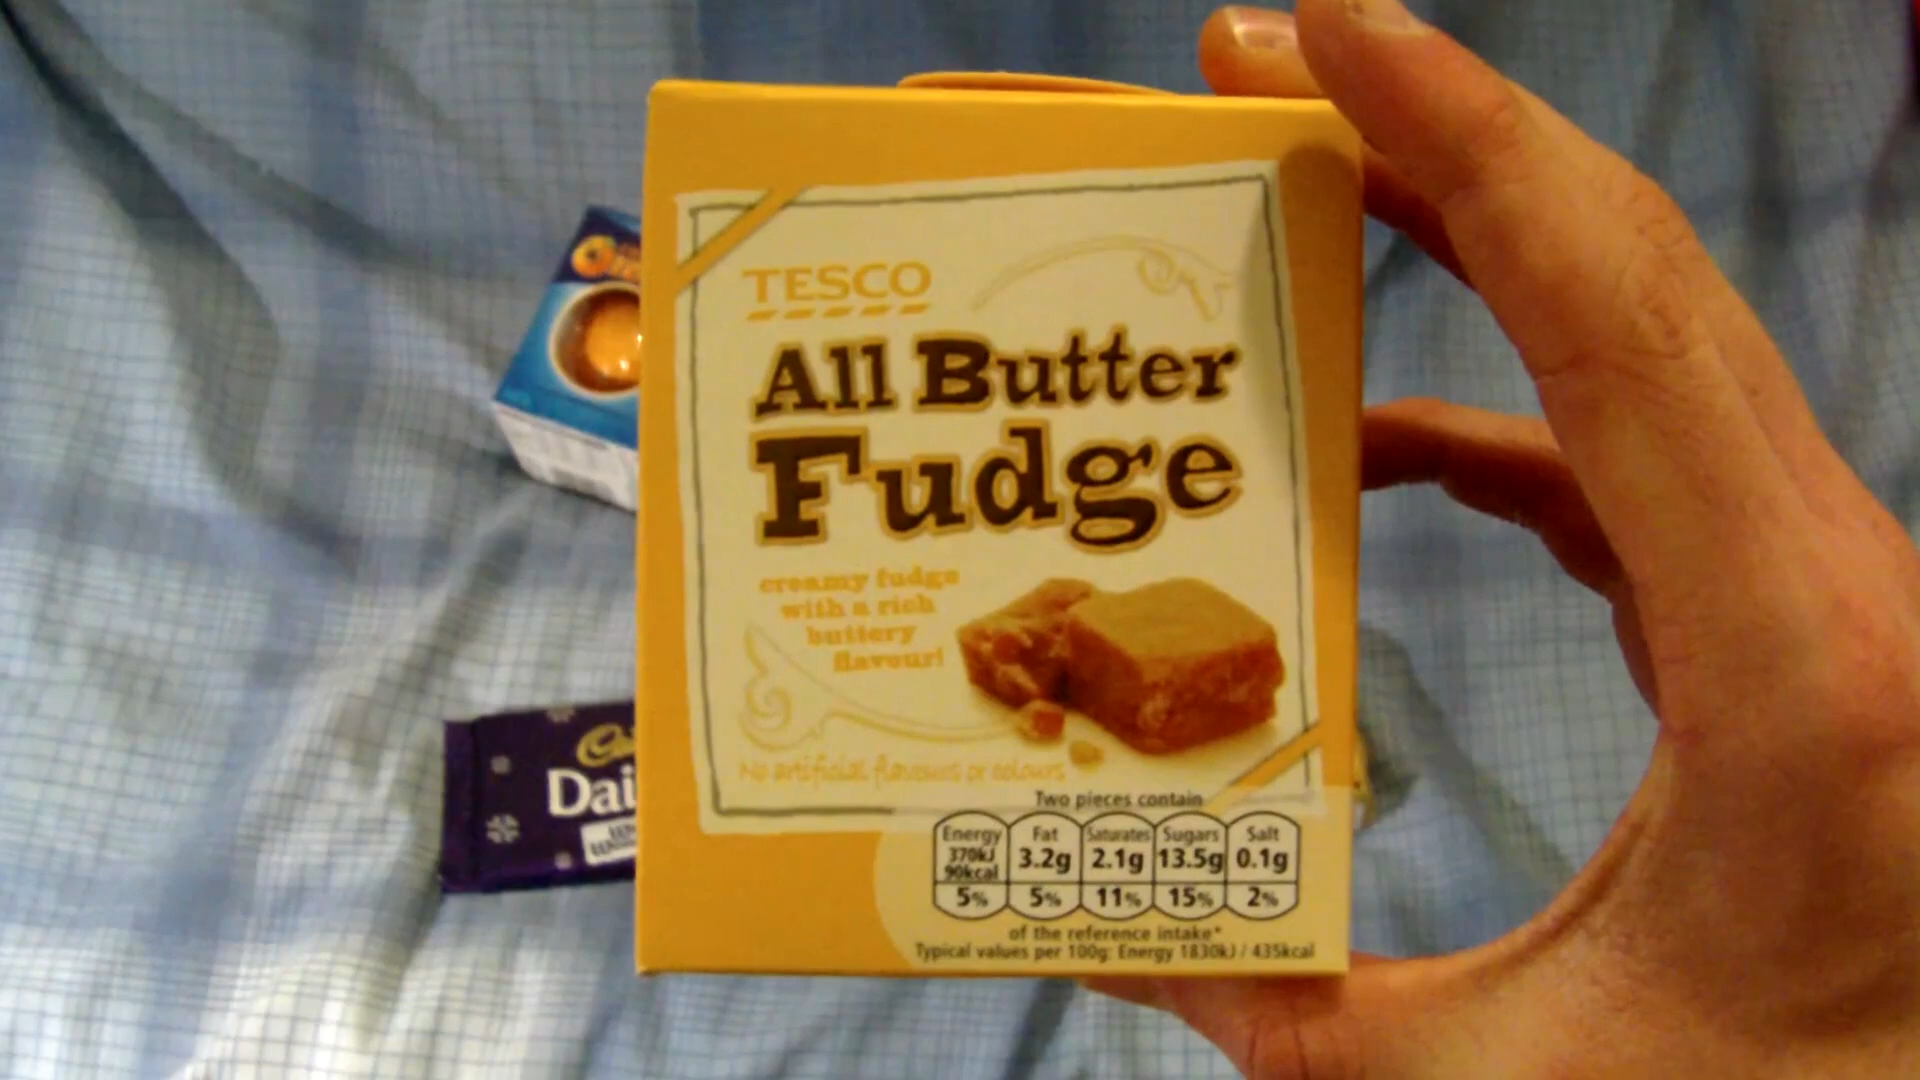 TESCO
All Butter
Fudge
creamy fudge
with a rich
buttery
flavour!
No artificial flavours or colours
Two pieces contain
Energy Fat Saturates Sugars Salt
370kJ
90kcal
3.2g 2.1g 13.5g 0.1g
5% 5% 11% 15% 2%
of the reference intake*
Typical values per 100g: Energy 1830kJ / 435kcal
Dai